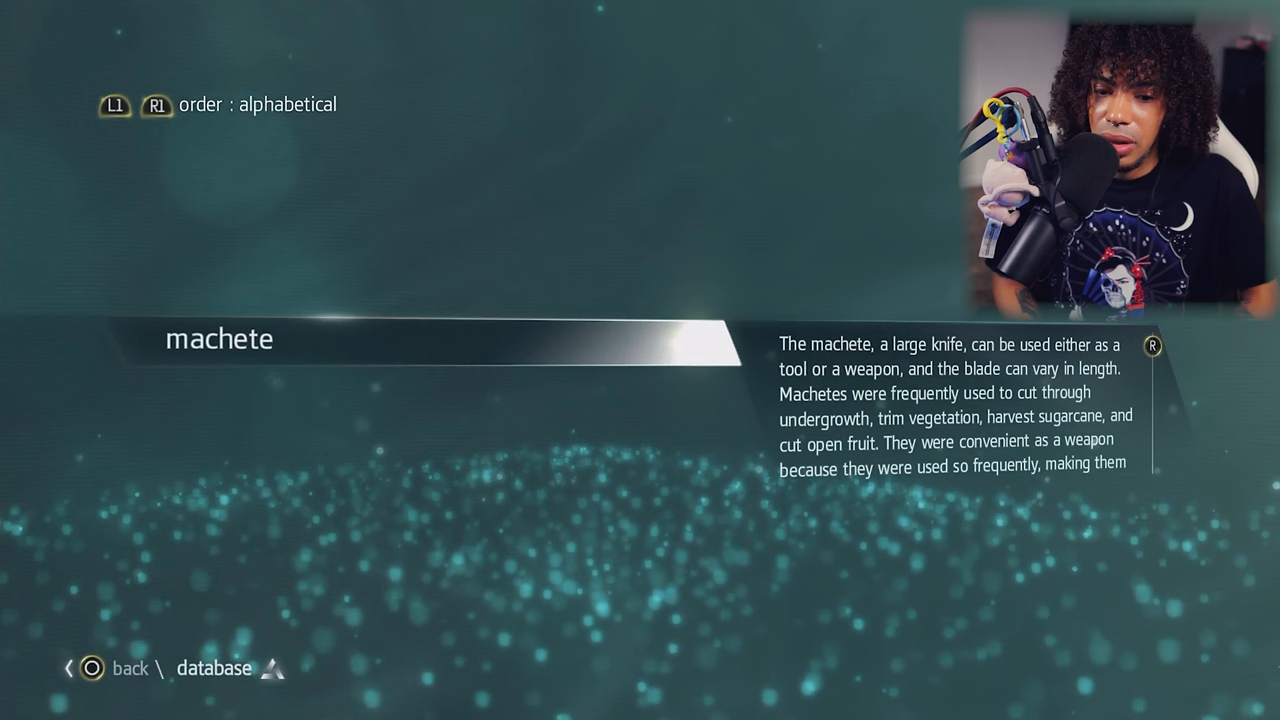 L1 R1 order : alphabetical
machete
The machete, a large knife, can be used either as a
tool or a weapon, and the blade can vary in length.
Machetes were frequently used to cut through
undergrowth, trim vegetation, harvest sugarcane, and
cut open fruit. They were convenient as a weapon
because they were used so frequently, making them
R
back \ database